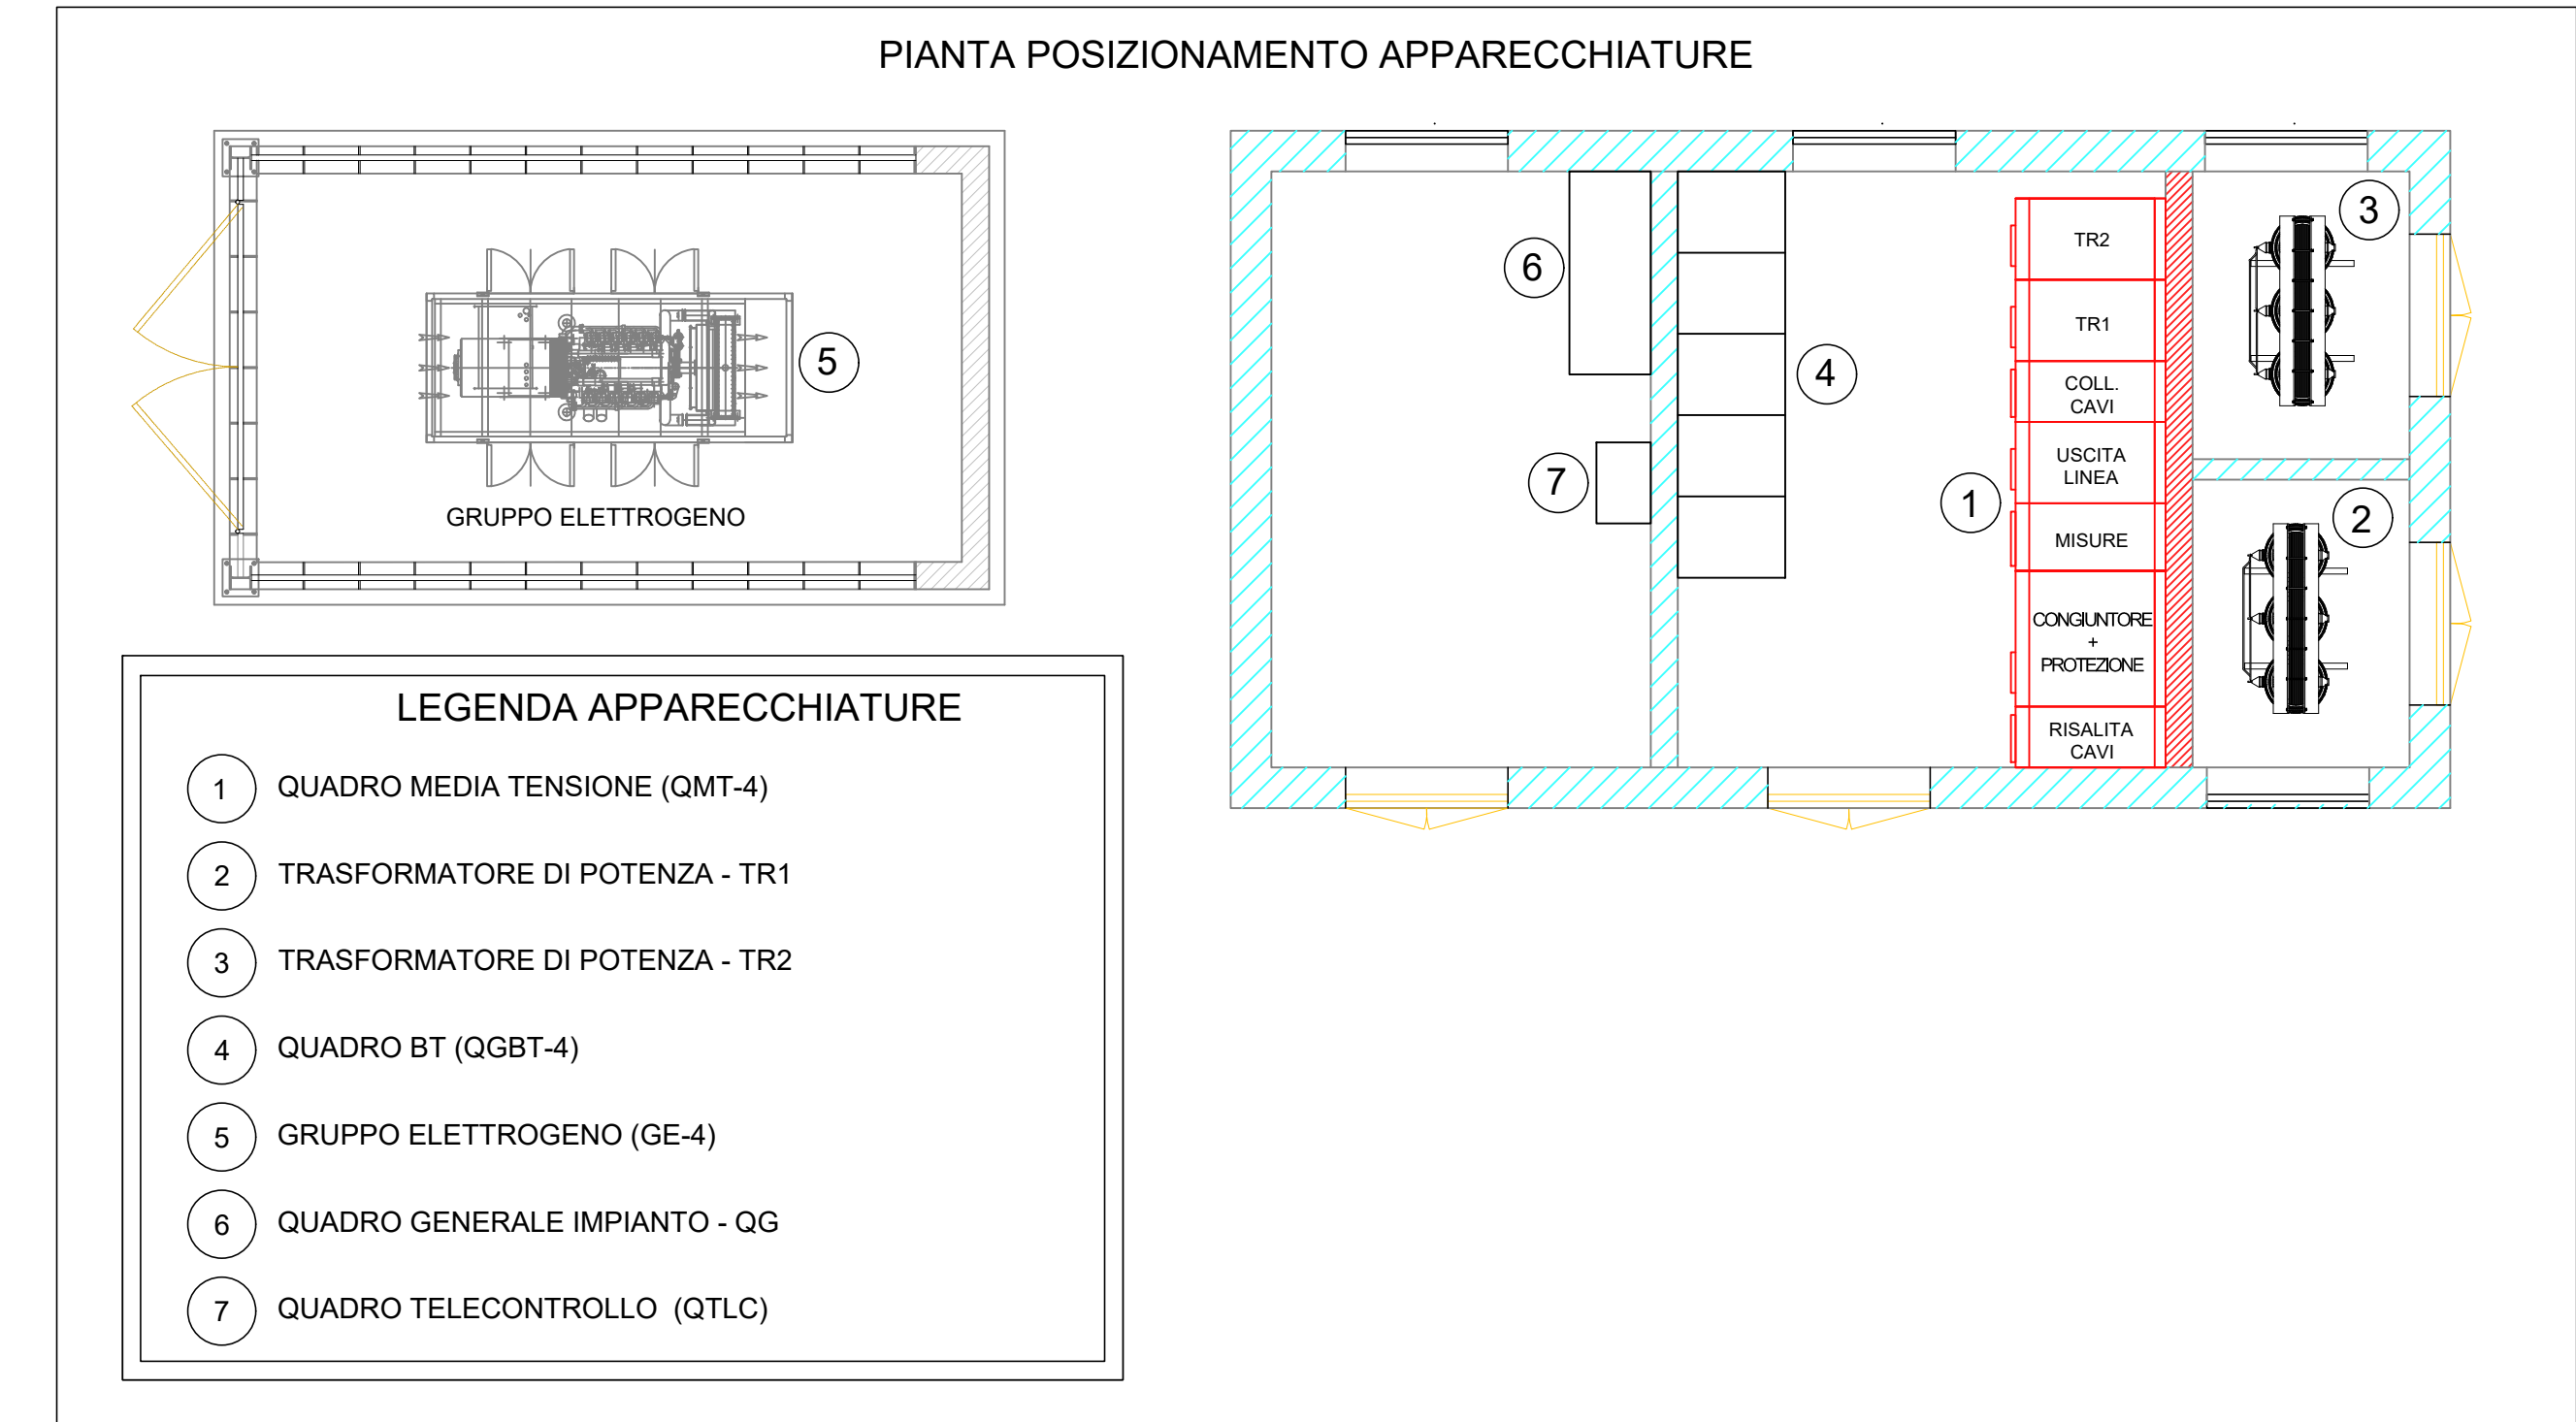 PIANTA POSIZIONAMENTO APPARECCHIATURE
5
GRUPPO ELETTROGENO
6
7
4
1
TR2
TR1
COLL.
CAVI
USCITA
LINEA
MISURE
CONGIUNTORE
+
PROTEZIONE
RISALITA
CAVI
3
2
LEGENDA APPARECCHIATURE
1 QUADRO MEDIA TENSIONE (QMT-4)
2 TRASFORMATORE DI POTENZA - TR1
3 TRASFORMATORE DI POTENZA - TR2
4 QUADRO BT (QGBT-4)
5 GRUPPO ELETTROGENO (GE-4)
6 QUADRO GENERALE IMPIANTO - QG
7 QUADRO TELECONTROLLO (QTLC)